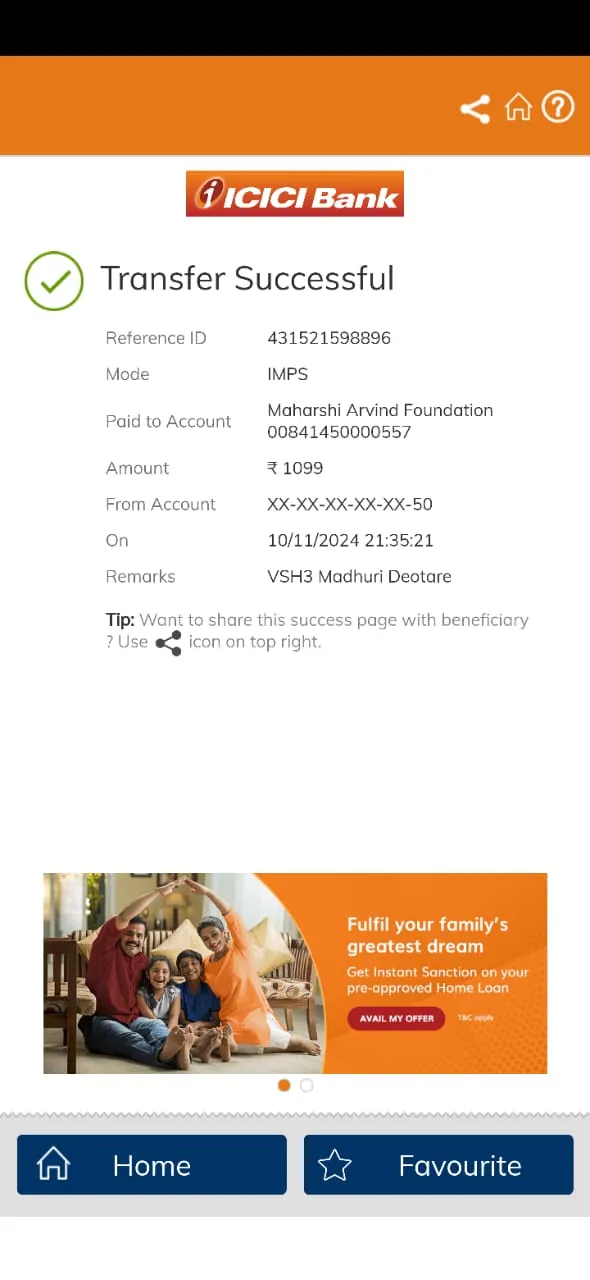 ICICI Bank
Transfer Successful
Reference ID 431521598896
Mode IMPS
Paid to Account Maharshi Arvind Foundation
00841450000557
Amount ₹ 1099
From Account XX-XX-XX-XX-XX-50
On 10/11/2024 21:35:21
Remarks VSH3 Madhuri Deotare
Tip: Want to share this success page with beneficiary
? Use icon on top right.
Fulfil your family's
greatest dream
Get Instant Sanction on your
pre-approved Home Loan
AVAIL MY OFFER T&C apply
Home Favourite